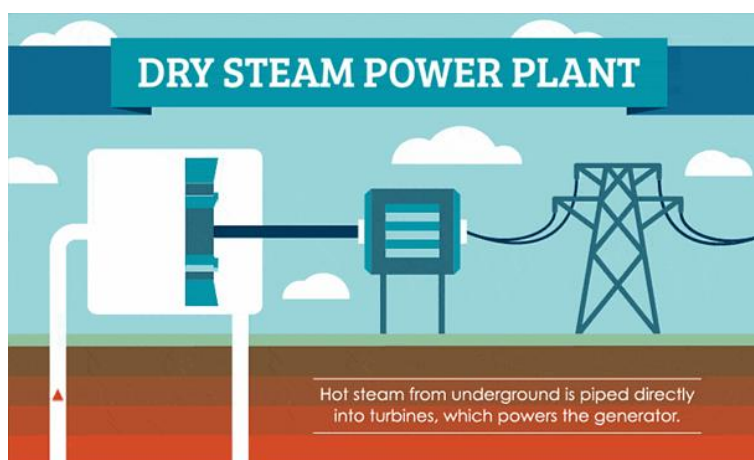 DRY STEAM POWER PLANT
Hot steam from underground is piped directly
into turbines, which powers the generator.